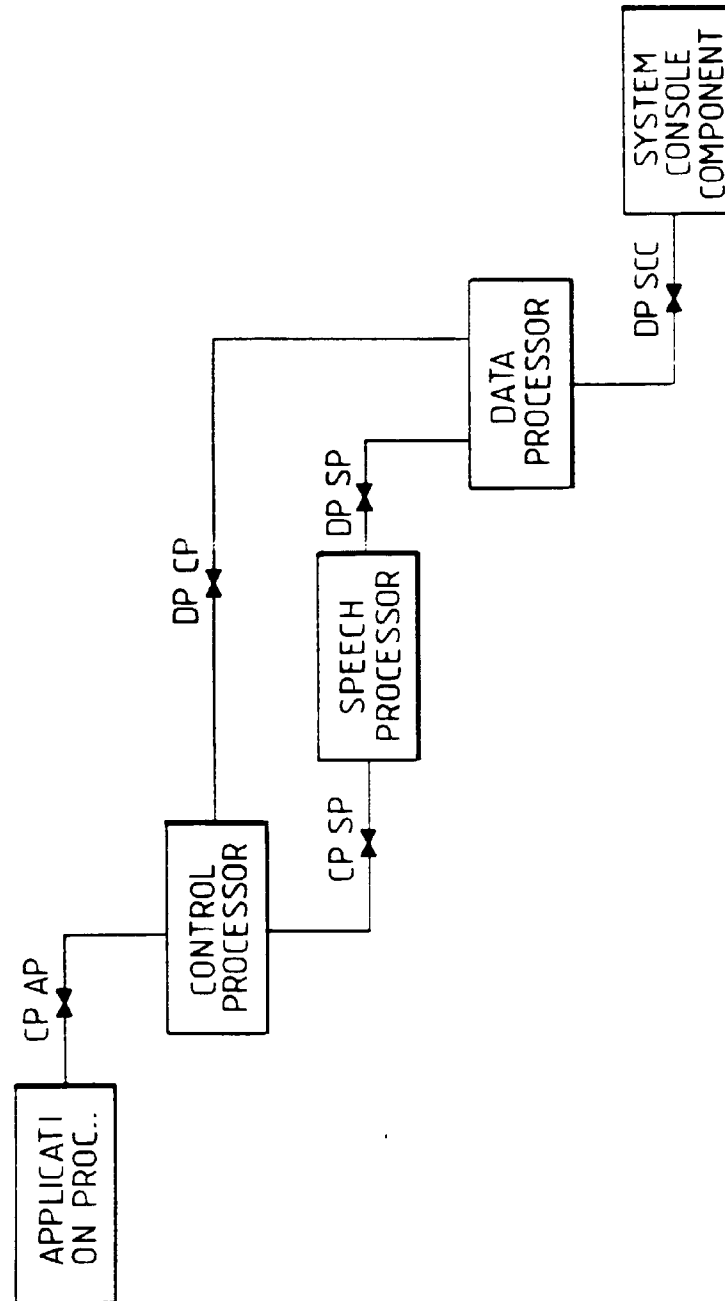 APPLICATI
ON PROC..
CP AP
CONTROL
PROCESSOR
DP CP
CP SP
SPEECH
PROCESSOR
DP SP
DATA
PROCESSOR
DP SCC
SYSTEM
CONSOLE
COMPONENT